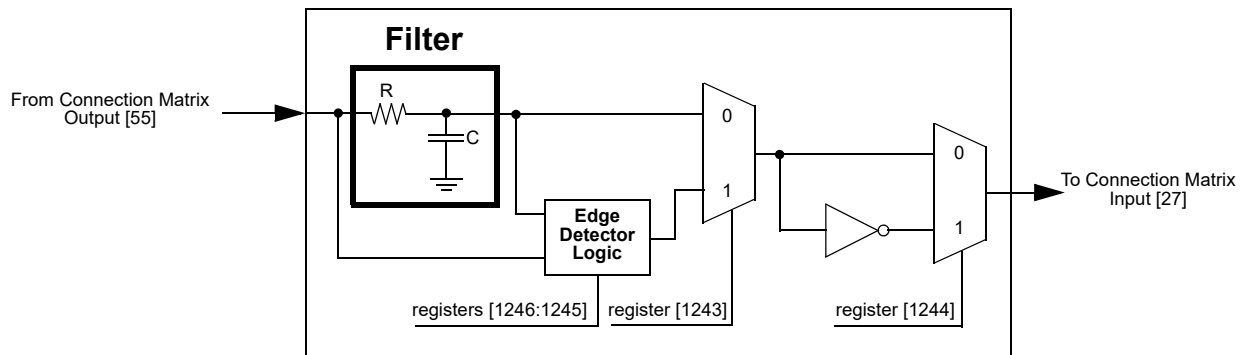 Filter
From Connection Matrix
Output [55]
R
C
0
1
Edge
Detector
Logic
0
1
To Connection Matrix
Input [27]
registers [1246:1245]
register [1243]
register [1244]